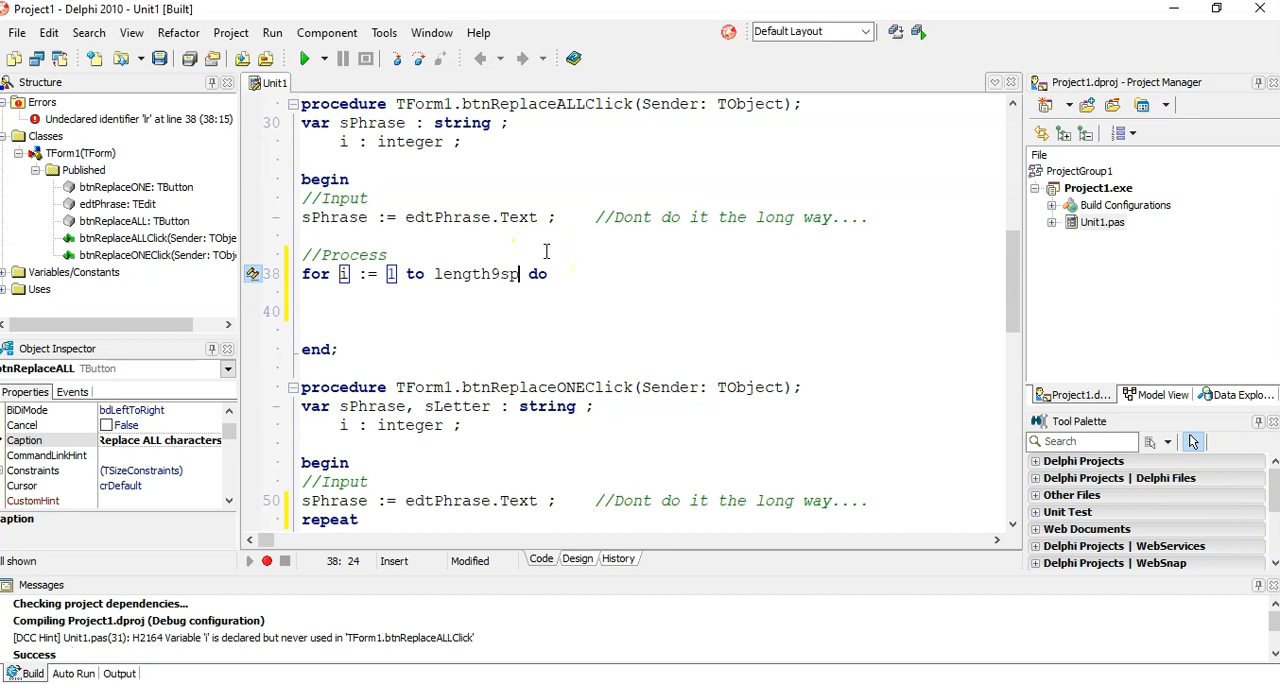 Project1 - Delphi 2010 - Unit1 [Built]
File Edit Search View Refactor Project Run Component Tools Window Help
Default Layout
Structure
Errors
Undeclared identifier 'lr' at line 38 (38:15)
Classes
TForm1(TForm)
Published
btnReplaceONE: TButton
edtPhrase: TEdit
btnReplaceALL: TButton
btnReplaceALLClick(Sender: TObje
btnReplaceONEClick(Sender: TObj
Variables/Constants
Uses
Object Inspector
tnReplaceALL TButton
Properties Events
BiDiMode bdLeftToRight
Cancel False
Caption Replace ALL characters
CommandLinkHint
Constraints (TSizeConstraints)
Cursor crDefault
CustomHint
aption
ll shown
Unit1
procedure TForm1.btnReplaceALLClick(Sender: TObject);
30 var sPhrase : string ;
i : integer ;
begin
//Input
sPhrase := edtPhrase.Text ; //Dont do it the long way....
//Process
38 for i := 1 to length9sp do
40
end;
procedure TForm1.btnReplaceONEClick(Sender: TObject);
var sPhrase, sLetter : string ;
i : integer ;
begin
//Input
50 sPhrase := edtPhrase.Text ; //Dont do it the long way....
repeat
38: 24 Insert Modified Code Design History
Project1.dproj - Project Manager
File
ProjectGroup1
Project1.exe
Build Configurations
Unit1.pas
Project1.d... Model View Data Explo...
Tool Palette
Search
Delphi Projects
Delphi Projects | Delphi Files
Other Files
Unit Test
Web Documents
Delphi Projects | WebServices
Delphi Projects | WebSnap
Messages
Checking project dependencies...
Compiling Project1.dproj (Debug configuration)
[DCC Hint] Unit1.pas(31): H2164 Variable 'i' is declared but never used in 'TForm1.btnReplaceALLClick'
Success
Build Auto Run Output